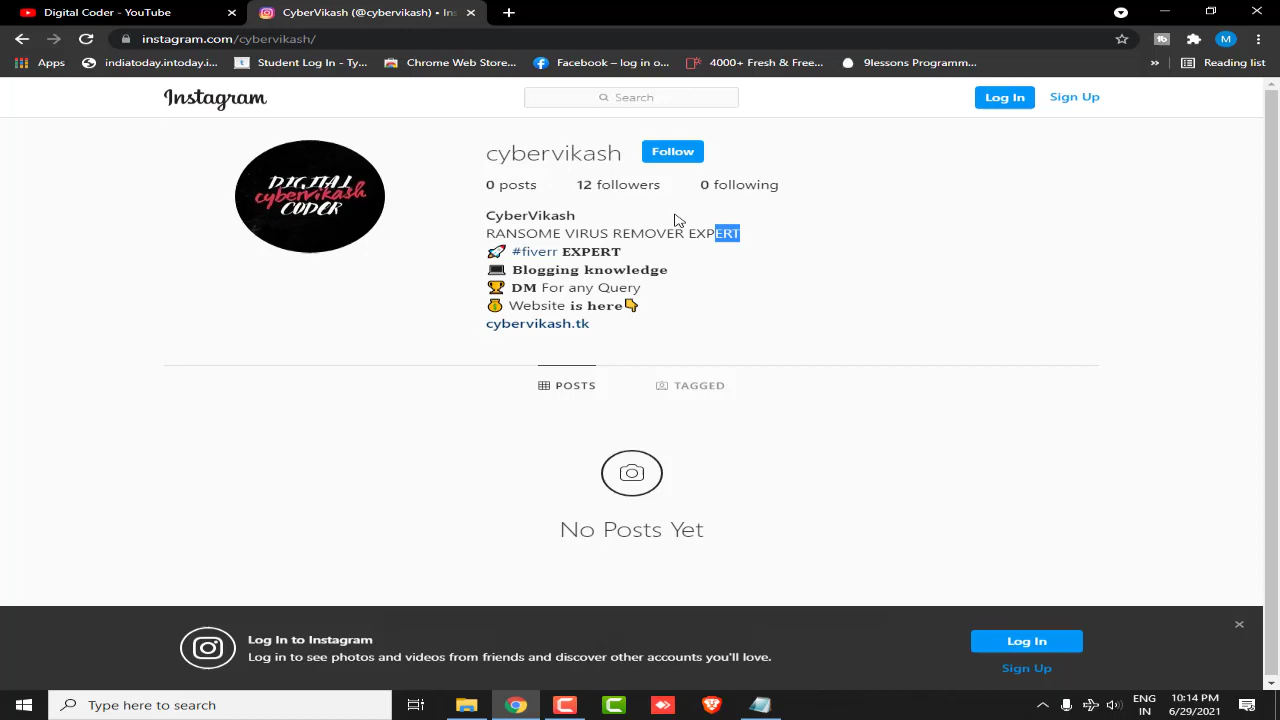 Digital Coder - YouTube
CyberVikash (@cybervikash) • Ins
instagram.com/cybervikash/
M
Apps
indiatoday.intoday.i...
Student Log In - Ty...
Chrome Web Store...
Facebook – log in o...
4000+ Fresh & Free...
9lessons Programm...
»
Reading list
Instagram
Search
Log In
Sign Up
DIGITAL
cybervikash
CODER
cybervikash
Follow
0 posts
12 followers
0 following
CyberVikash
RANSOME VIRUS REMOVER EXPERT
🚀 #fiverr EXPERT
💻 Blogging knowledge
🏆 DM For any Query
💰 Website is here👇
cybervikash.tk
POSTS
TAGGED
No Posts Yet
Log In to Instagram
Log in to see photos and videos from friends and discover other accounts you'll love.
Log In
Sign Up
Type here to search
ENG
IN
10:14 PM
6/29/2021